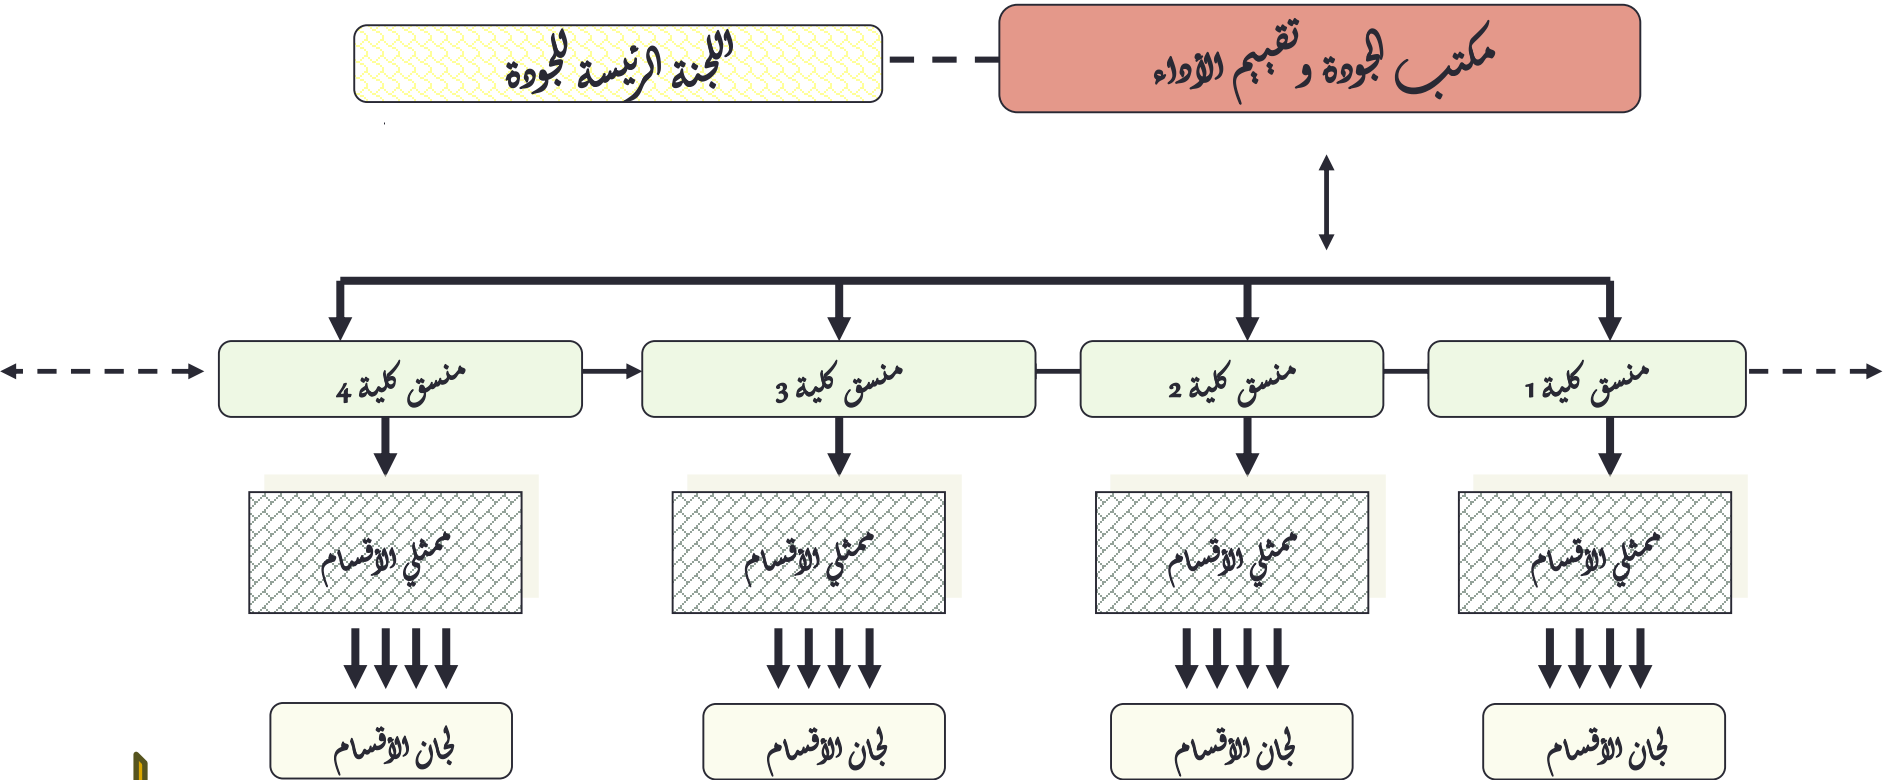 مكتب الجودة و تقييم الأداء
اللجنة الرئيسة للجودة
منسق كلية 1
منسق كلية 2
منسق كلية 3
منسق كلية 4
ممثلي الأقسام
ممثلي الأقسام
ممثلي الأقسام
ممثلي الأقسام
لجان الأقسام
لجان الأقسام
لجان الأقسام
لجان الأقسام